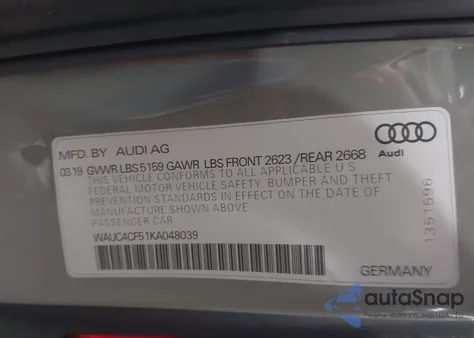 MFD. BY AUDI AG
Audi
03 19 GVWR LBS 5159 GAWR LBS FRONT 2623 /REAR 2668
THIS VEHICLE CONFORMS TO ALL APPLICABLE U S
FEDERAL MOTOR VEHICLE SAFETY, BUMPER AND THEFT
PREVENTION STANDARDS IN EFFECT ON THE DATE OF
MANUFACTURE SHOWN ABOVE
PASSENGER CAR
WAUC4CF51KA048039
1351596
GERMANY
autoSnap